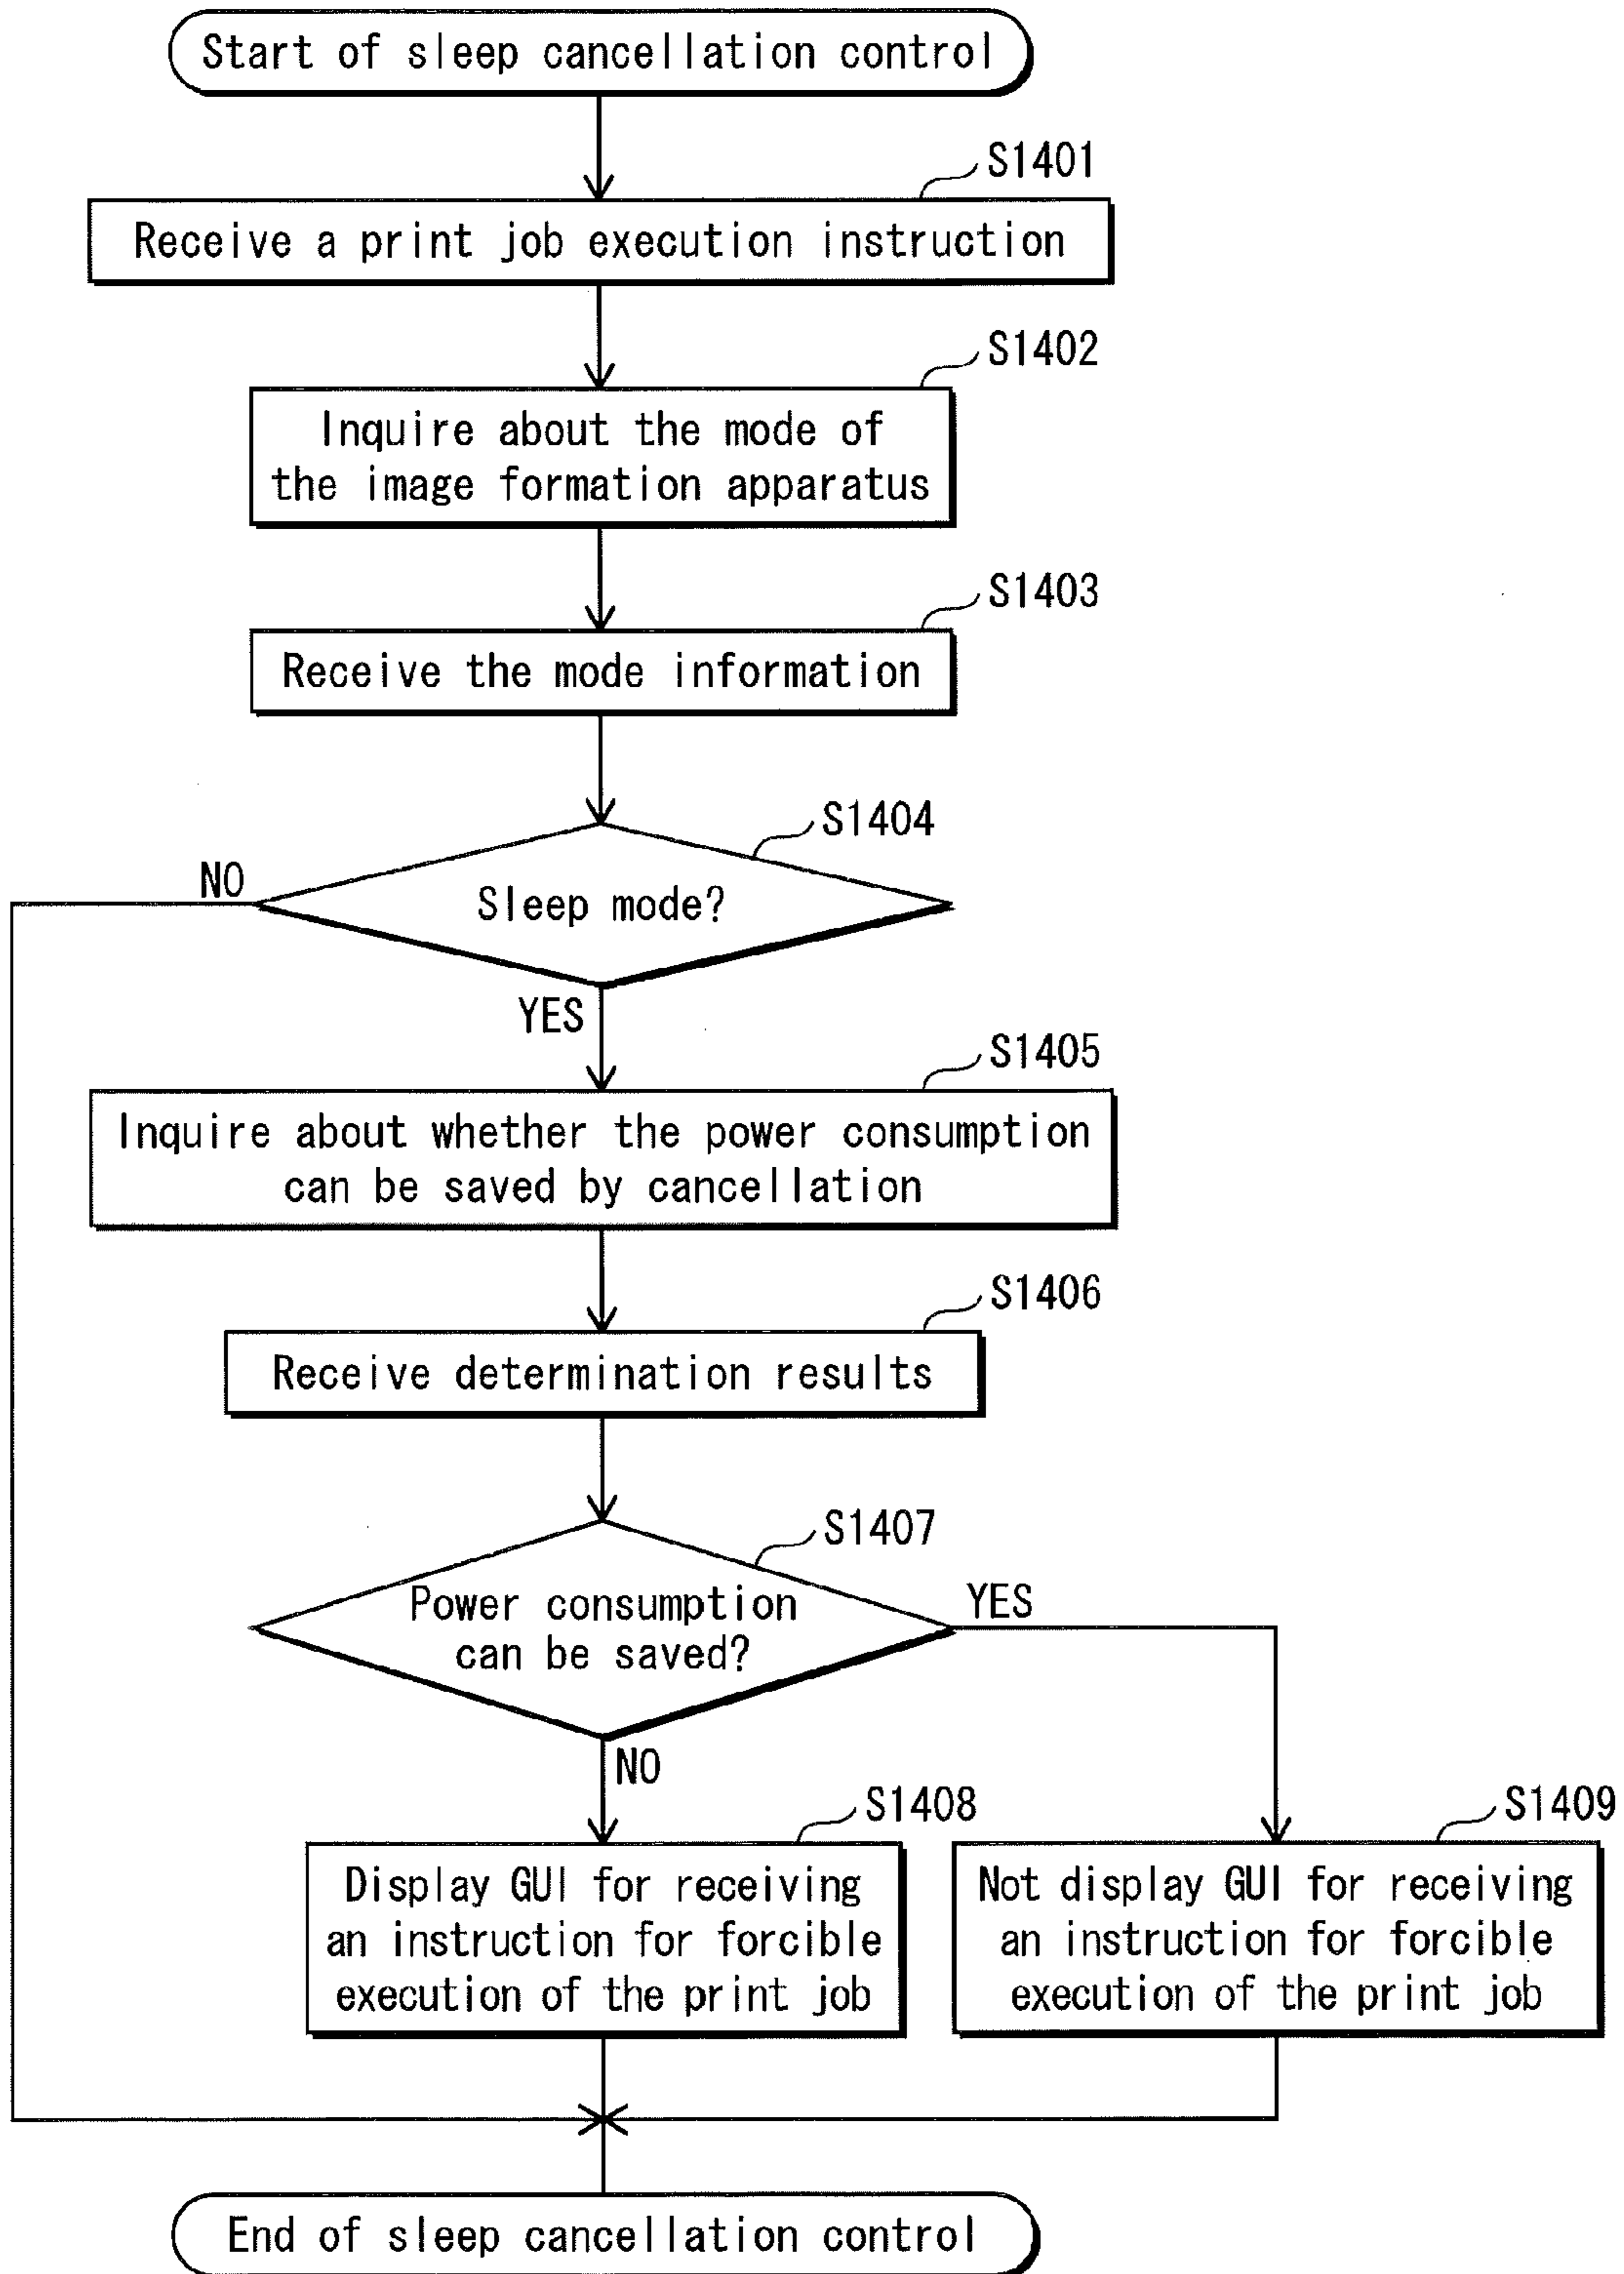 Start of sleep cancellation control
S1401
Receive a print job execution instruction
S1402
Inquire about the mode of
the image formation apparatus
S1403
Receive the mode information
S1404
NO
Sleep mode?
YES
S1405
Inquire about whether the power consumption
can be saved by cancellation
S1406
Receive determination results
S1407
Power consumption
can be saved?
YES
NO
S1408
Display GUI for receiving
an instruction for forcible
execution of the print job
S1409
Not display GUI for receiving
an instruction for forcible
execution of the print job
End of sleep cancellation control